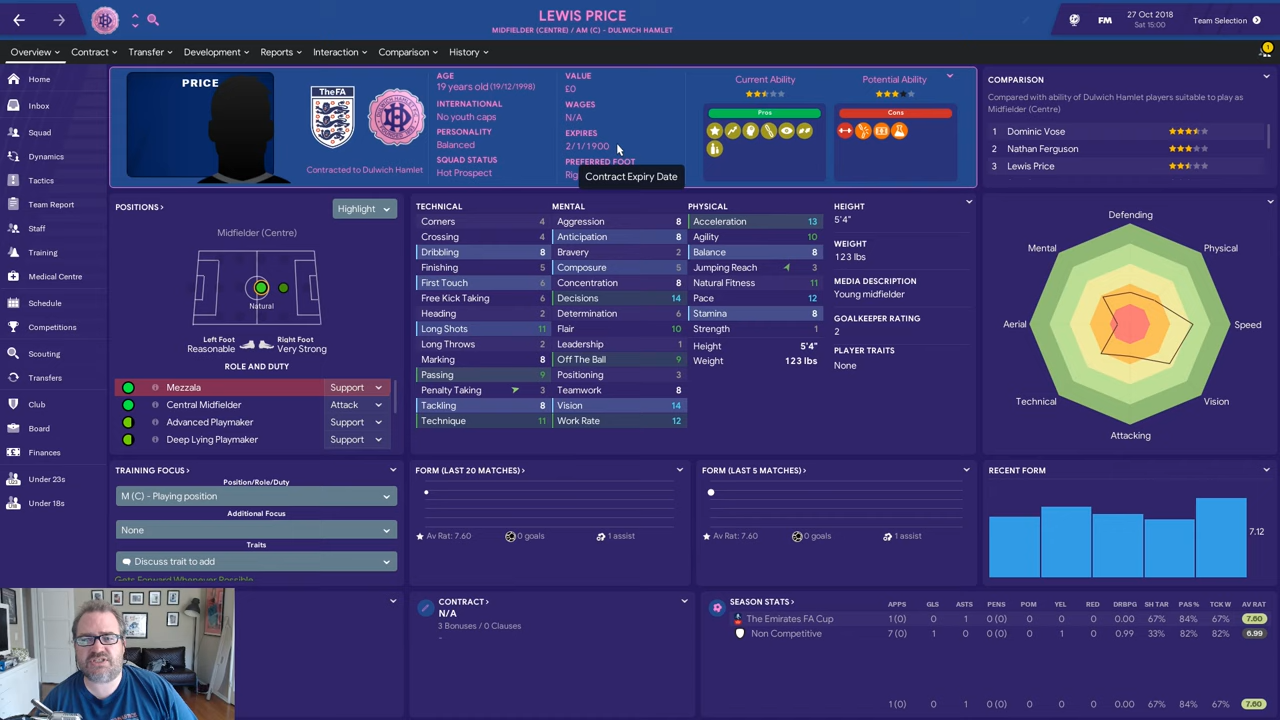 LEWIS PRICE
MIDFIELDER (CENTRE) / AM (C) - DULWICH HAMLET
FM
27 Oct 2018
Sat 15:00
Team Selection
Overview
Contract
Transfer
Development
Reports
Interaction
Comparison
History
1
Home
Inbox
Squad
Dynamics
Tactics
Team Report
Staff
Training
Medical Centre
Schedule
Competitions
Scouting
Transfers
Club
Board
Finances
Under 23s
Under 18s
PRICE
TheFA
Contracted to Dulwich Hamlet
AGE
19 years old (19/12/1998)
INTERNATIONAL
No youth caps
PERSONALITY
Balanced
SQUAD STATUS
Hot Prospect
VALUE
£0
WAGES
N/A
EXPIRES
2/1/1900
PREFERRED FOOT
Rig
Contract Expiry Date
Current Ability
Pros
Potential Ability
Cons
COMPARISON
Compared with ability of Dulwich Hamlet players suitable to play as
Midfielder (Centre)
1 Dominic Vose
2 Nathan Ferguson
3 Lewis Price
POSITIONS
Highlight
Midfielder (Centre)
Natural
Left Foot
Reasonable
Right Foot
Very Strong
ROLE AND DUTY
Mezzala Support
Central Midfielder Attack
Advanced Playmaker Support
Deep Lying Playmaker Support
TECHNICAL
Corners 4
Crossing 4
Dribbling 8
Finishing 5
First Touch 6
Free Kick Taking 6
Heading 2
Long Shots 11
Long Throws 2
Marking 8
Passing 9
Penalty Taking 3
Tackling 8
Technique 11
MENTAL
Aggression 8
Anticipation 8
Bravery 2
Composure 5
Concentration 8
Decisions 14
Determination 6
Flair 10
Leadership 1
Off The Ball 9
Positioning 3
Teamwork 8
Vision 14
Work Rate 12
PHYSICAL
Acceleration 13
Agility 10
Balance 8
Jumping Reach 3
Natural Fitness 11
Pace 12
Stamina 8
Strength 1
Height 5'4"
Weight 123 lbs
HEIGHT
5'4"
WEIGHT
123 lbs
MEDIA DESCRIPTION
Young midfielder
GOALKEEPER RATING
2
PLAYER TRAITS
None
Defending
Physical
Speed
Vision
Attacking
Technical
Aerial
Mental
TRAINING FOCUS
Position/Role/Duty
M (C) - Playing position
Additional Focus
None
Traits
Discuss trait to add
Gets Forward Whenever Possible
FORM (LAST 20 MATCHES)
Av Rat: 7.60 0 goals 1 assist
FORM (LAST 5 MATCHES)
Av Rat: 7.60 0 goals 1 assist
RECENT FORM
7.12
CONTRACT
N/A
3 Bonuses / 0 Clauses
-
SEASON STATS APPS GLS ASTS PENS POM YEL RED DRBPG SH TAR PAS % TCK W AV RAT
The Emirates FA Cup 1 (0) 0 1 0 (0) 0 0 0 0.00 67% 84% 67% 7.60
Non Competitive 7 (0) 1 0 0 (0) 0 1 0 0.99 33% 82% 82% 6.99
1 (0) 0 1 0 (0) 0 0 0 0.00 67% 84% 67% 7.60